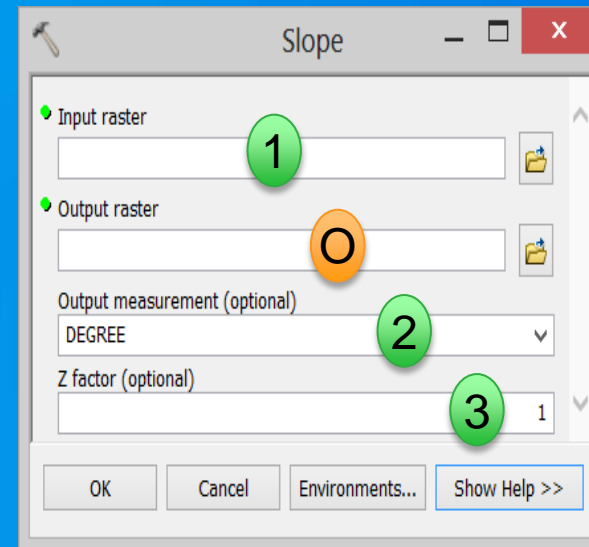 Slope
X
Input raster
1
Output raster
O
Output measurement (optional)
DEGREE
2
Z factor (optional)
3
1
OK Cancel Environments... Show Help >>